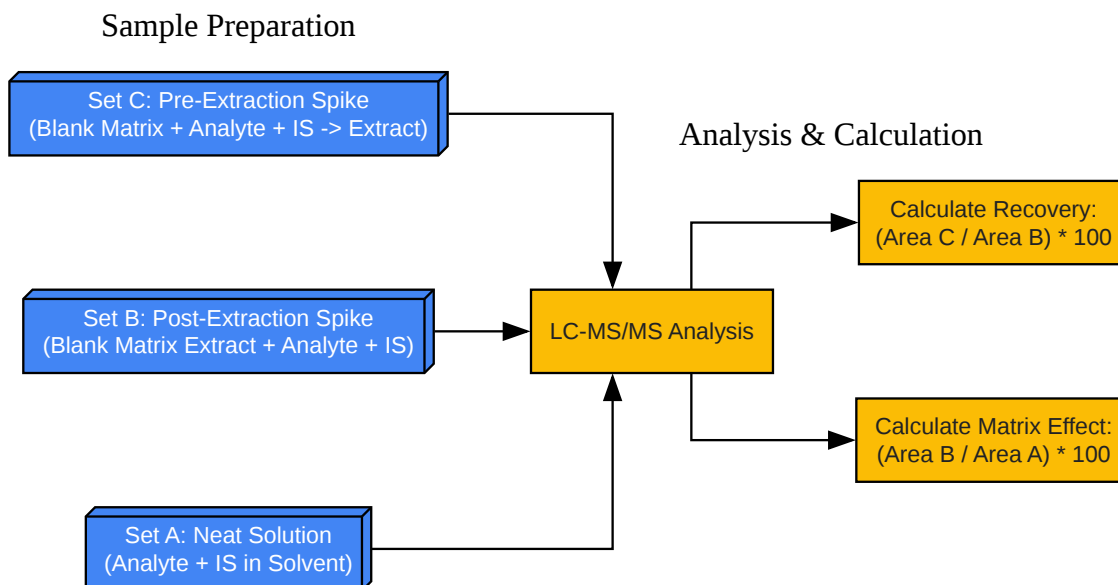 Sample Preparation
Set C: Pre-Extraction Spike
(Blank Matrix + Analyte + IS -> Extract)
Analysis & Calculation
Calculate Recovery:
(Area C / Area B) * 100
Set B: Post-Extraction Spike
(Blank Matrix Extract + Analyte + IS)
LC-MS/MS Analysis
Calculate Matrix Effect:
(Area B / Area A) * 100
Set A: Neat Solution
(Analyte + IS in Solvent)